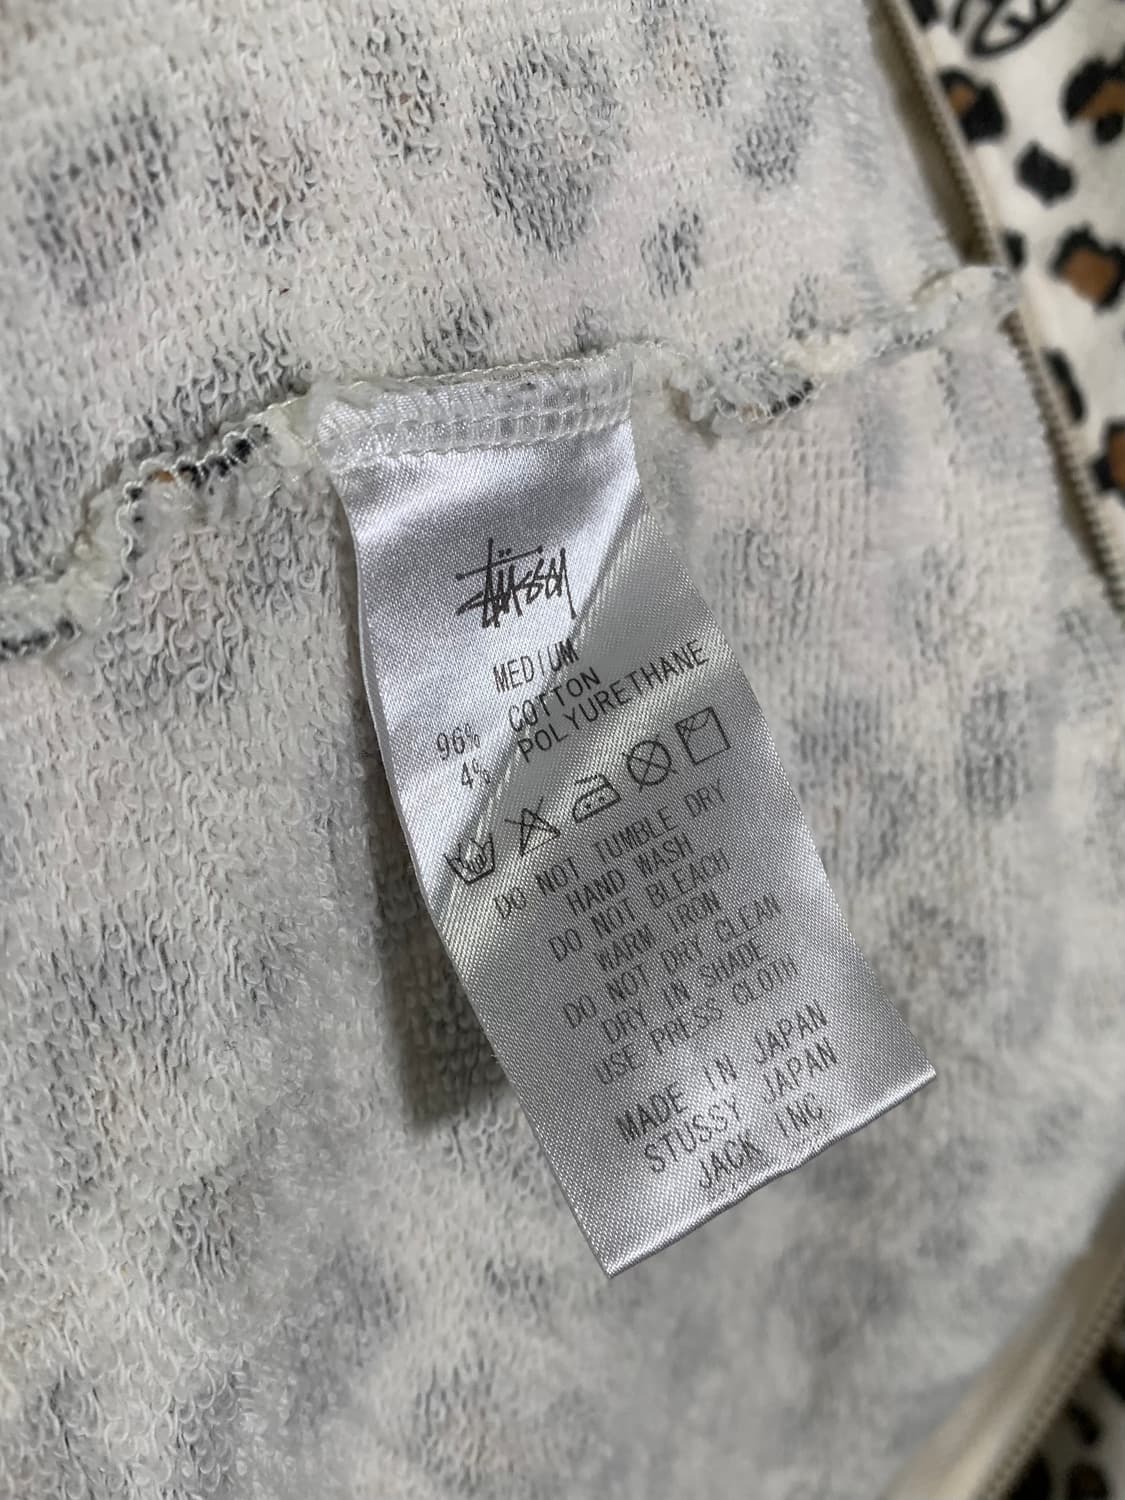 Stüssy
MEDIUM
96% COTTON
4% POLYURETHANE
DO NOT TUMBLE DRY
HAND WASH
DO NOT BLEACH
WARM IRON
DO NOT DRY CLEAN
DRY IN SHADE
USE PRESS CLOTH
MADE IN JAPAN
STUSSY JAPAN
JACK INC.